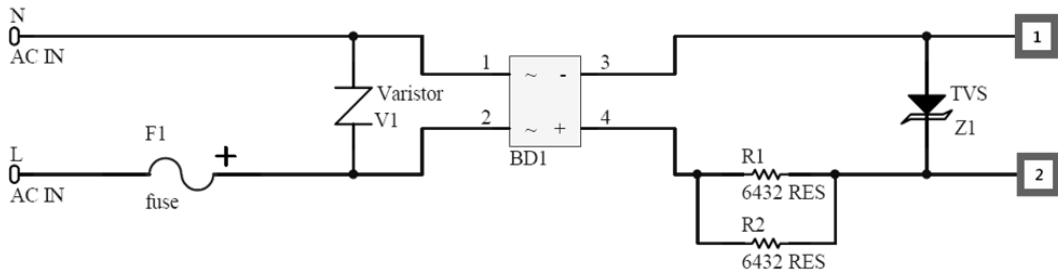 N
AC IN
1
1
~
-
3
Varistor
V1
TVS
Z1
2
~
+
4
BD1
L
AC IN
F1
+
fuse
R1
6432 RES
2
R2
6432 RES